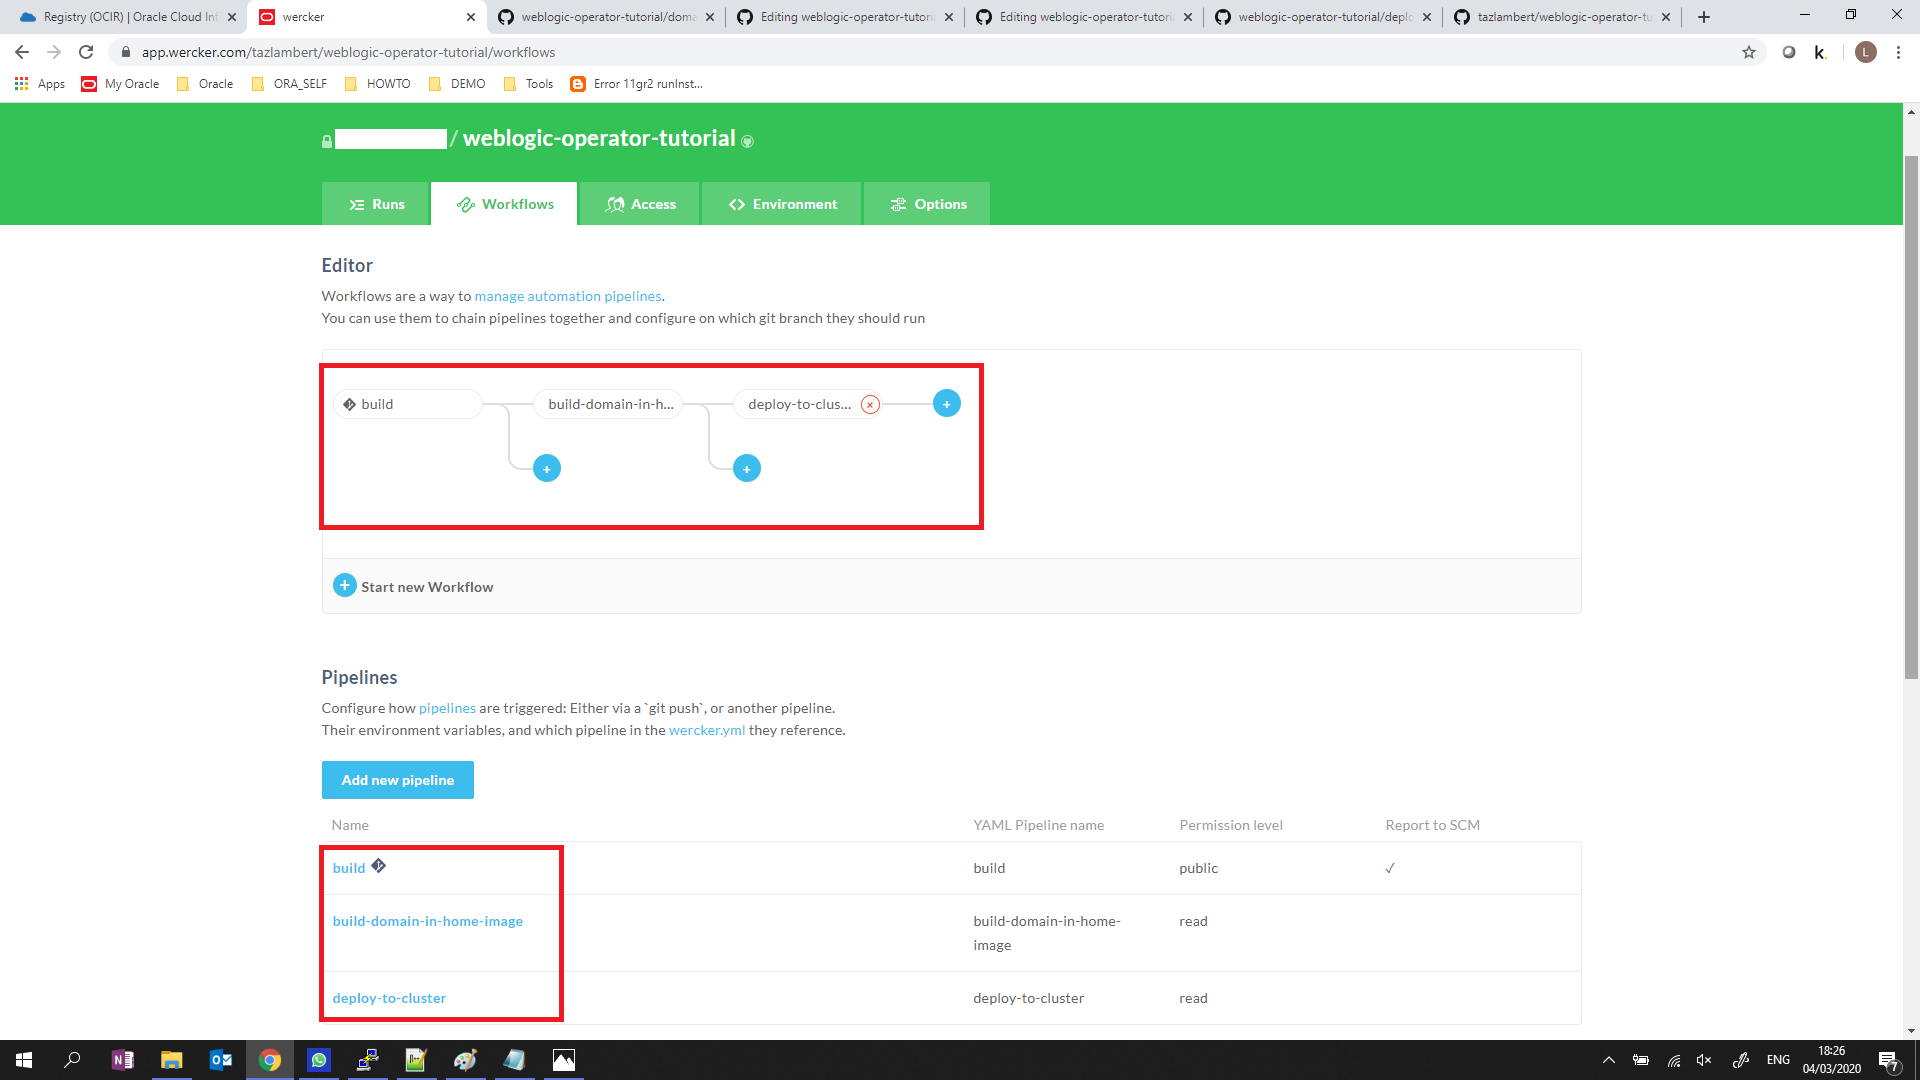 Registry (OCIR) | Oracle Cloud Inf
wercker
weblogic-operator-tutorial/doma
Editing weblogic-operator-tutoria
Editing weblogic-operator-tutoria
weblogic-operator-tutorial/deplo
tazlambert/weblogic-operator-tu
app.wercker.com/tazlambert/weblogic-operator-tutorial/workflows
k.
L
Apps
My Oracle
Oracle
ORA_SELF
HOWTO
DEMO
Tools
Error 11gr2 runInst...
/ weblogic-operator-tutorial
Runs
Workflows
Access
Environment
Options
Editor
Workflows are a way to manage automation pipelines.
You can use them to chain pipelines together and configure on which git branch they should run
build
build-domain-in-h...
deploy-to-clus...
Start new Workflow
Pipelines
Configure how pipelines are triggered: Either via a `git push`, or another pipeline.
Their environment variables, and which pipeline in the wercker.yml they reference.
Add new pipeline
Name
YAML Pipeline name
Permission level
Report to SCM
build
build
public
✓
build-domain-in-home-image
build-domain-in-home-
image
read
deploy-to-cluster
deploy-to-cluster
read
ENG
18:26
04/03/2020
7